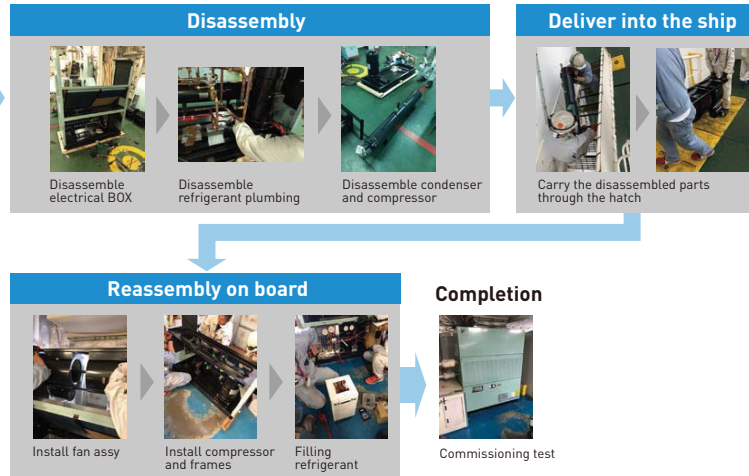 Disassembly
Deliver into the ship
Disassemble
electrical BOX
Disassemble
refrigerant plumbing
Disassemble condenser
and compressor
Carry the disassembled parts
through the hatch
Reassembly on board
Completion
Install fan assy
Install compressor
and frames
Filling
refrigerant
Commissioning test